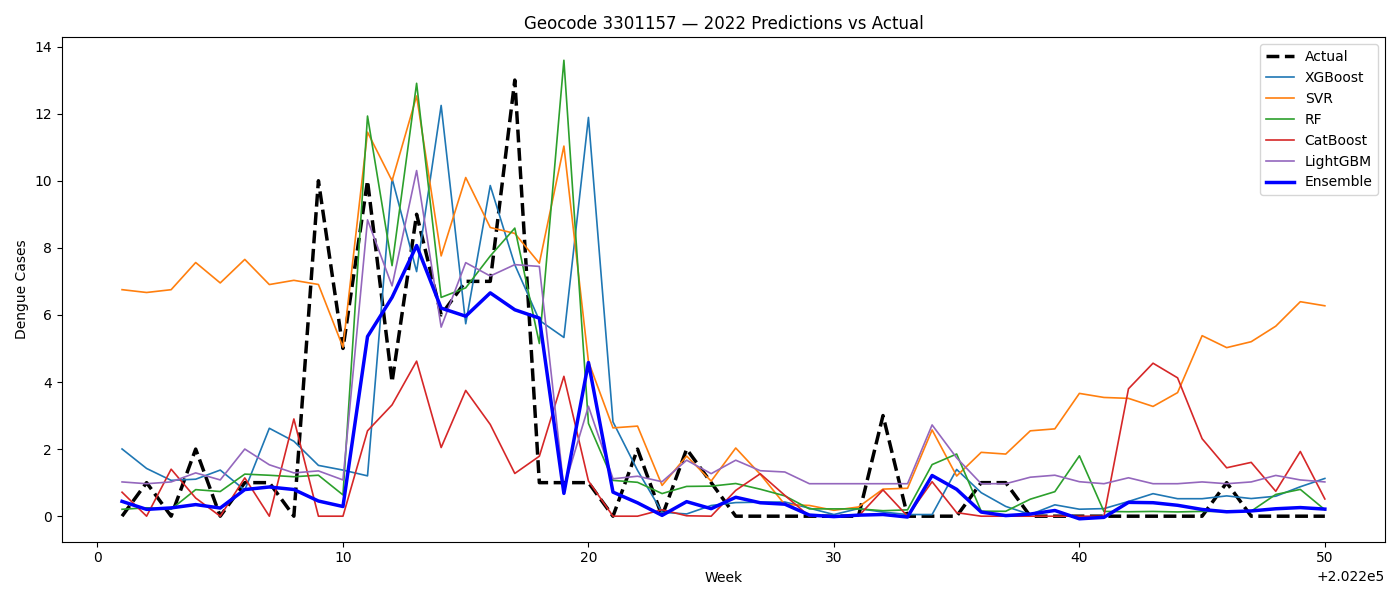 Geocode 3301157 — 2022 Predictions vs Actual
Dengue Cases
14
12
10
8
6
4
2
0
Actual
XGBoost
SVR
RF
CatBoost
LightGBM
Ensemble
0 10 20 30 40 50
Week
+2.022e5